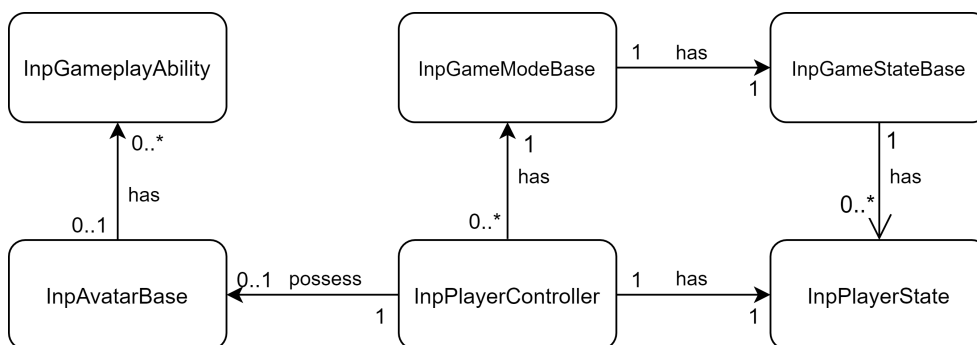 InpGameplayAbility
InpGameModeBase
1 has
1
InpGameStateBase
0..*
has
0..1
1
0..*
1
has
0..*
InpAvatarBase
0..1 possess
1
InpPlayerController
1 has
1
InpPlayerState